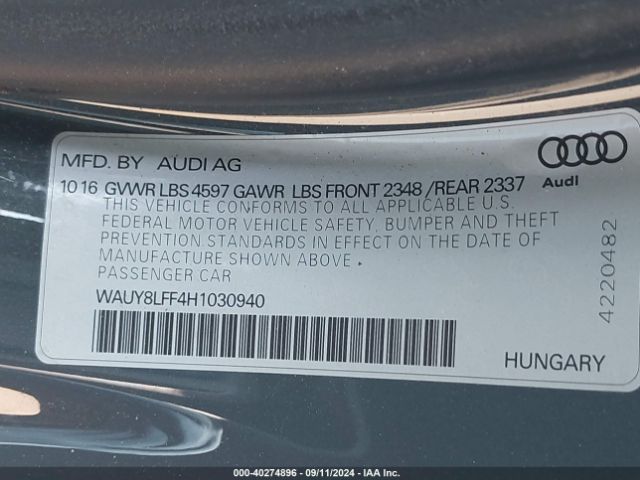 MFD. BY AUDI AG
10 16 GVWR LBS 4597 GAWR LBS FRONT 2348 /REAR 2337
Audi
THIS VEHICLE CONFORMS TO ALL APPLICABLE U.S.
FEDERAL MOTOR VEHICLE SAFETY, BUMPER AND THEFT
PREVENTION STANDARDS IN EFFECT ON THE DATE OF
MANUFACTURE SHOWN ABOVE.
PASSENGER CAR
WAUY8LFF4H1030940
4220482
HUNGARY
000-40274896 - 09/11/2024 - IAA Inc.